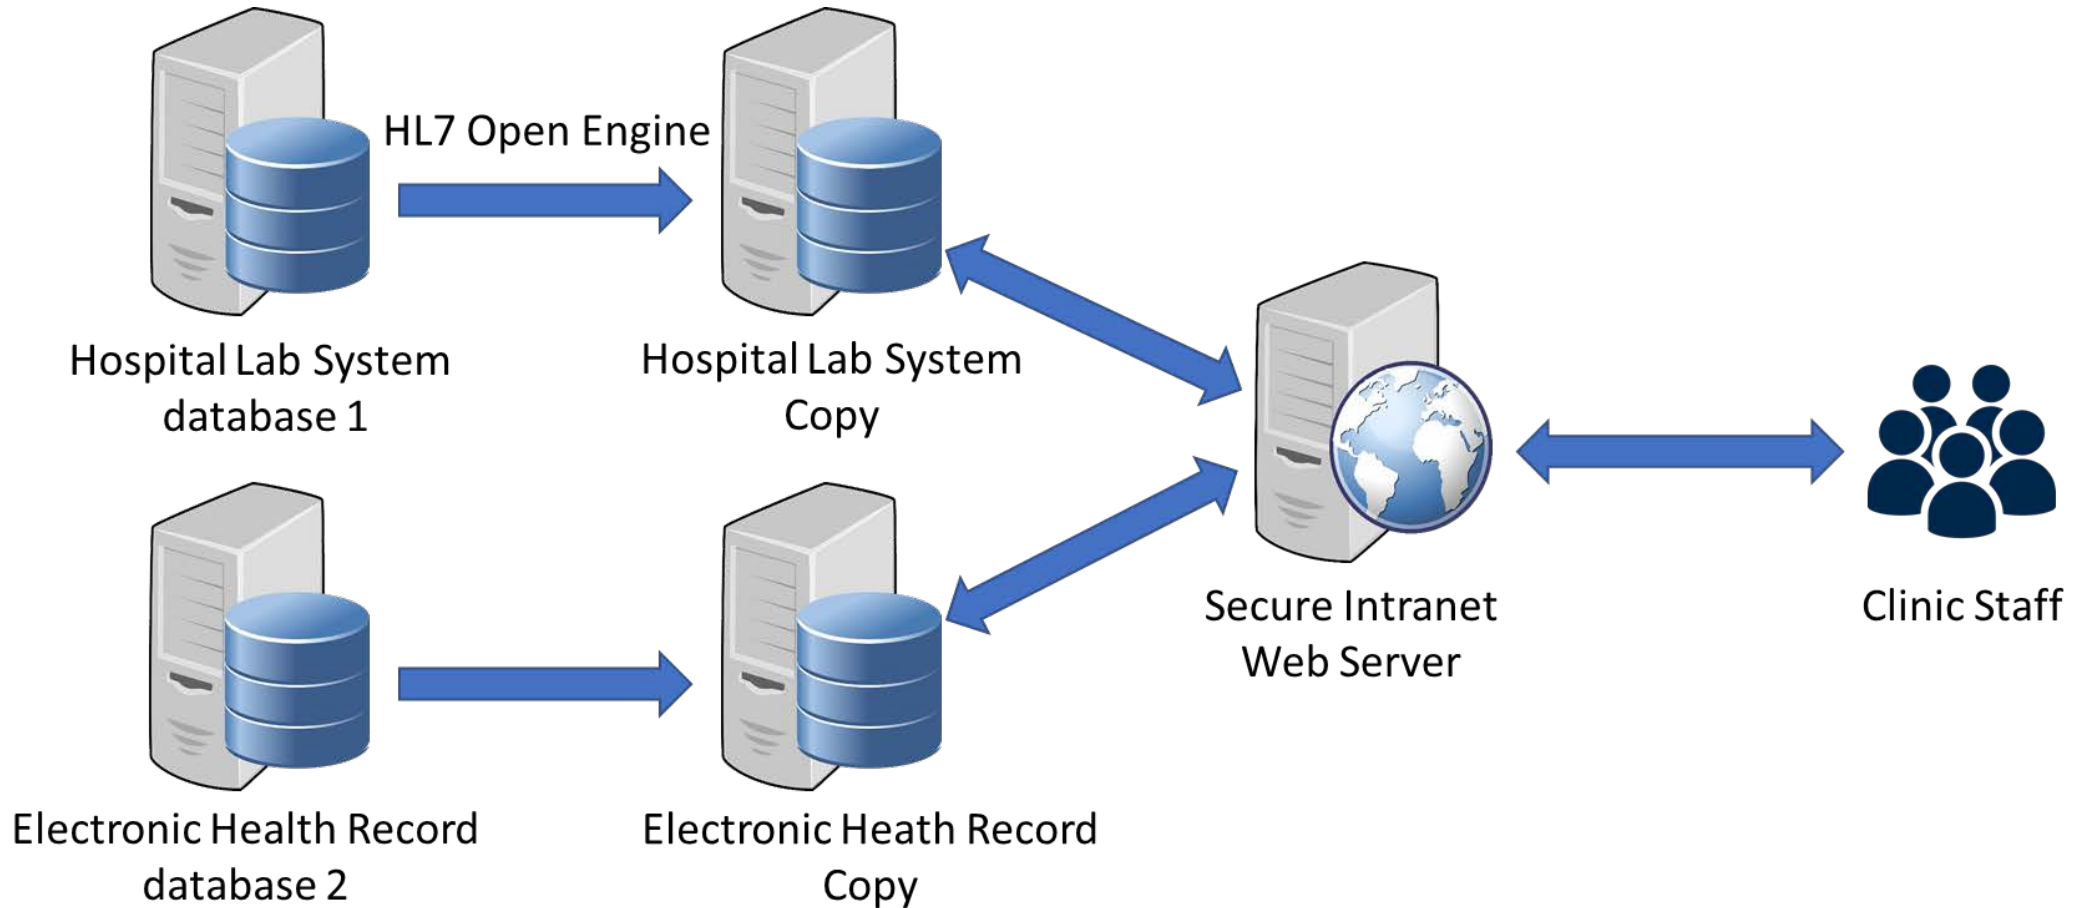 HL7 Open Engine
Hospital Lab System
database 1
Hospital Lab System
Copy
Secure Intranet
Web Server
Clinic Staff
Electronic Health Record
database 2
Electronic Heath Record
Copy